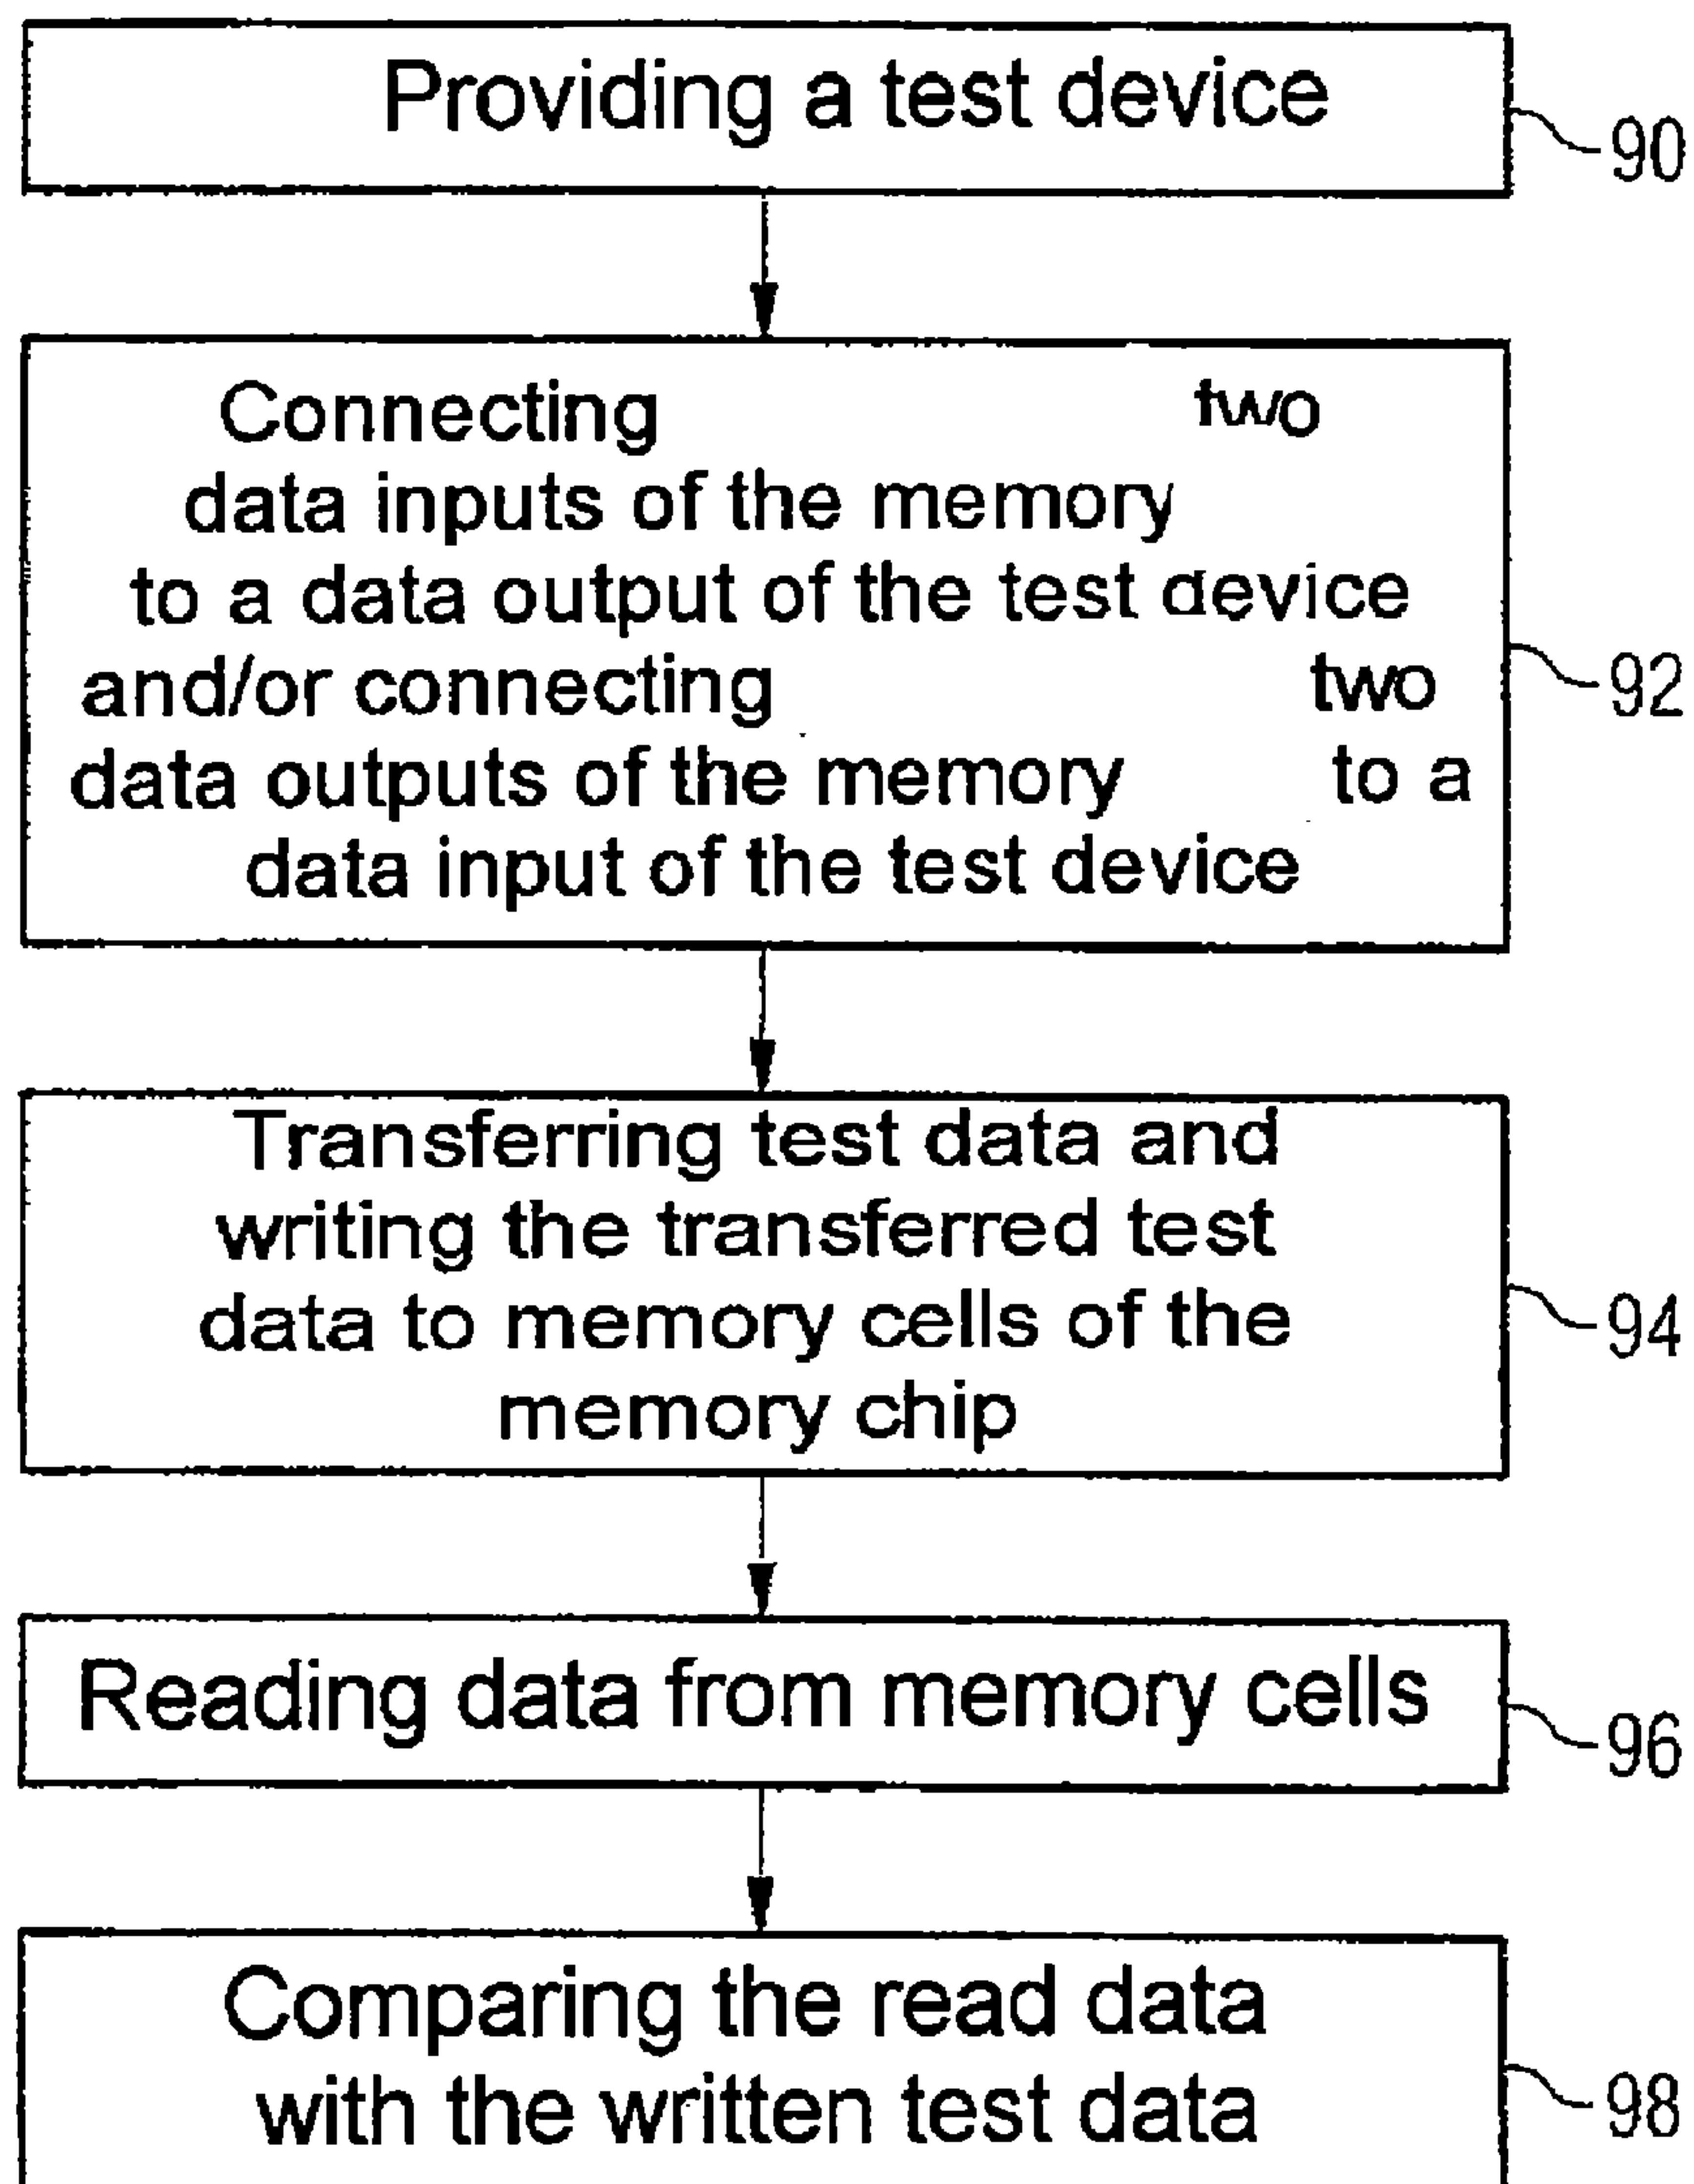 Providing a test device
90
Connecting two
data inputs of the memory
to a data output of the test device
and/or connecting two
data outputs of the memory to a
data input of the test device
92
Transferring test data and
writing the transferred test
data to memory cells of the
memory chip
94
Reading data from memory cells
96
Comparing the read data
with the written test data
98